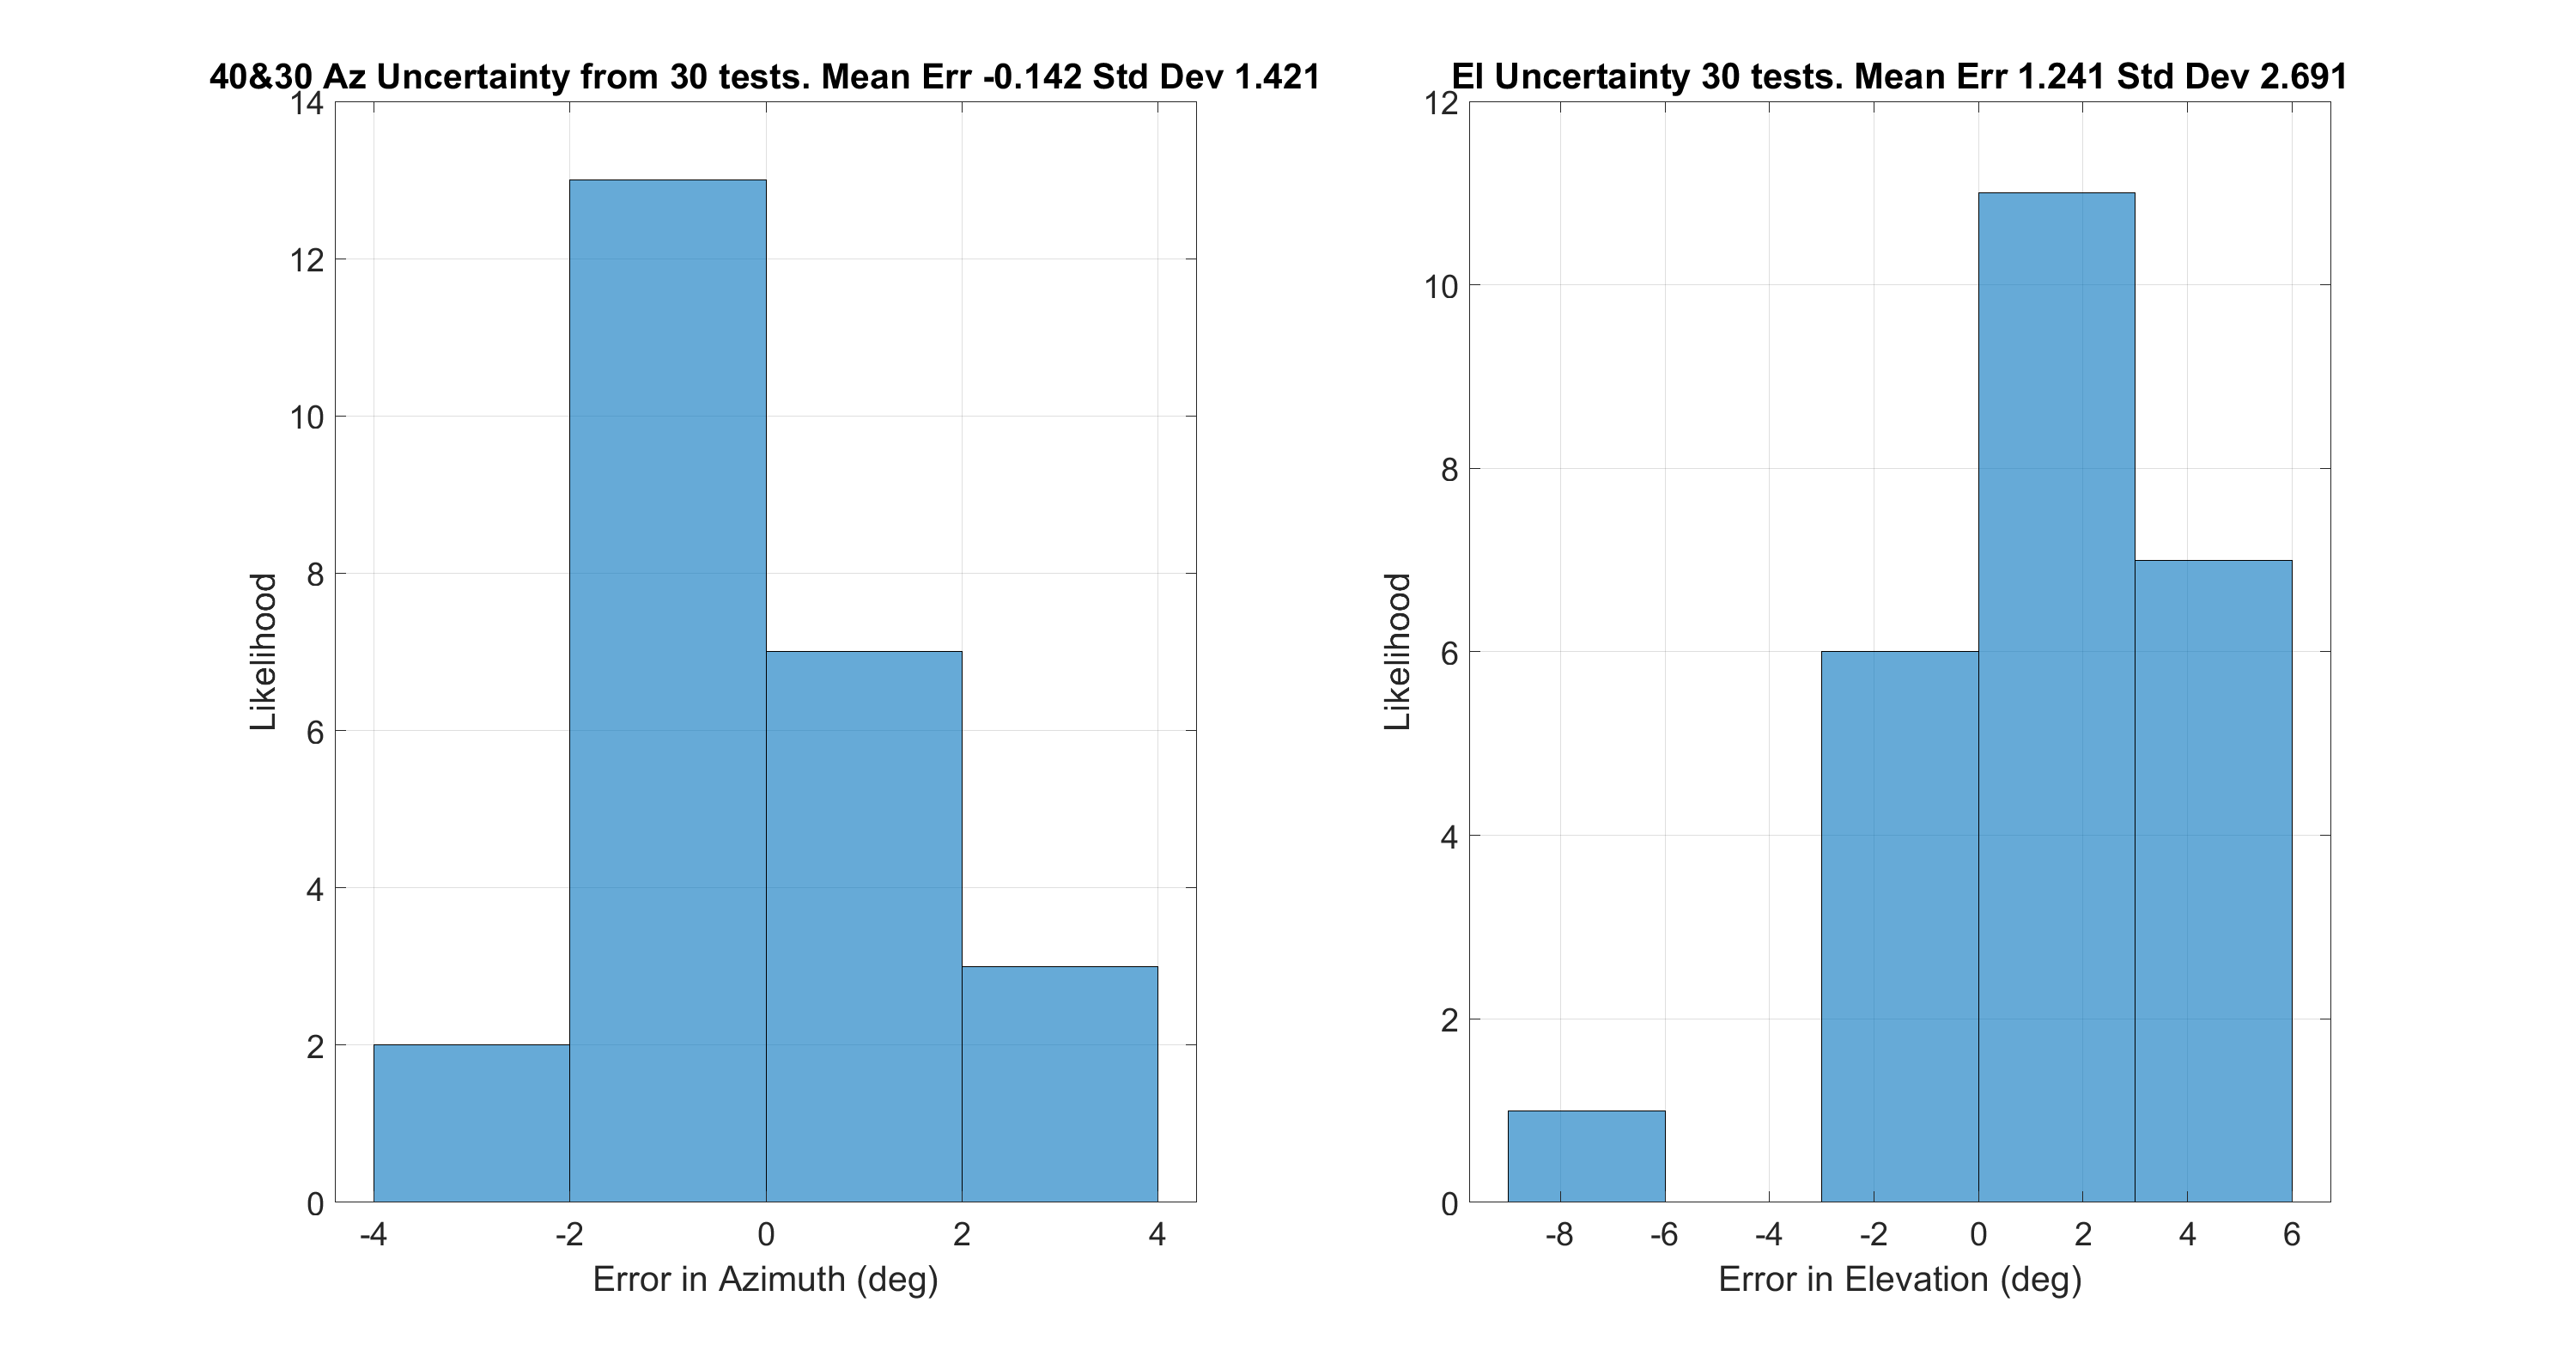 40&30 Az Uncertainty from 30 tests. Mean Err -0.142 Std Dev 1.421
14
12
10
8
6
4
2
0
Likelihood
-4 -2 0 2 4
Error in Azimuth (deg)
El Uncertainty 30 tests. Mean Err 1.241 Std Dev 2.691
12
10
8
6
4
2
0
Likelihood
-8 -6 -4 -2 0 2 4 6
Error in Elevation (deg)